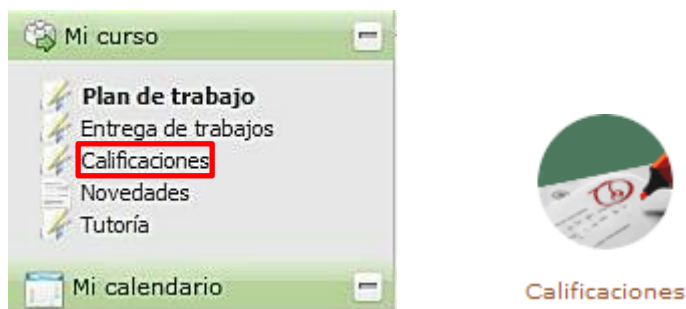 Mi curso
Plan de trabajo
Entrega de trabajos
Calificaciones
Novedades
Tutoría
Mi calendario
Calificaciones